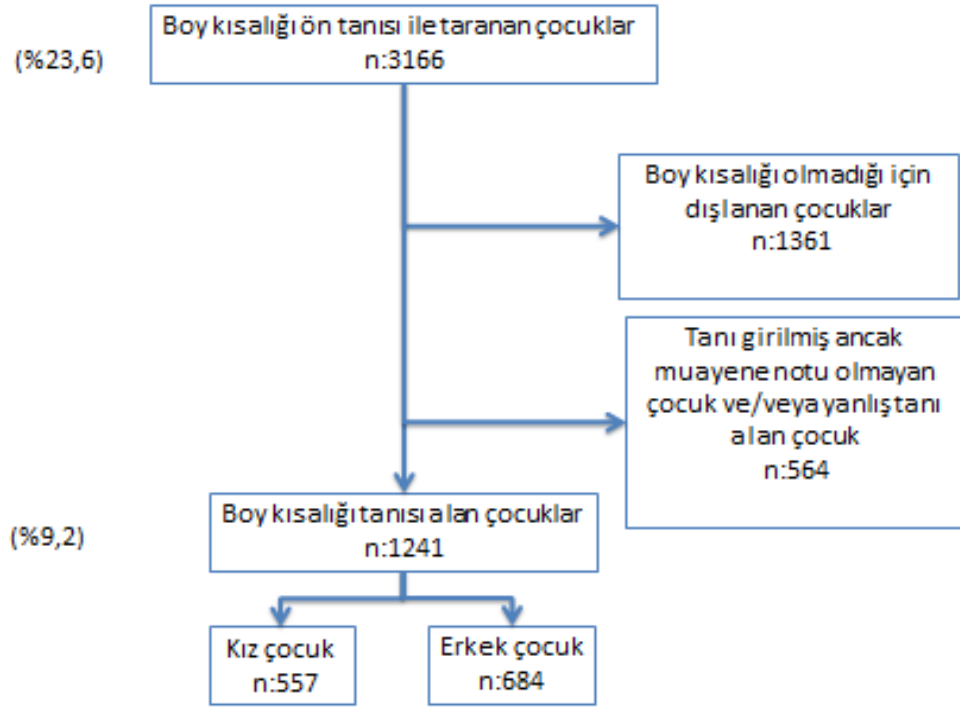 Boy kısalığı ön tanısı ile taranan çocuklar
n:3166
(%23,6)
Boy kısalığı olmadığı için
dışlanan çocuklar
n:1361
Tanı girilmiş ancak
muayene notu olmayan
çocuk ve/veya yanlış tanı
alan çocuk
n:564
Boy kısalığı tanısı alan çocuklar
n:1241
(%9,2)
Kız çocuk
n:557
Erkek çocuk
n:684